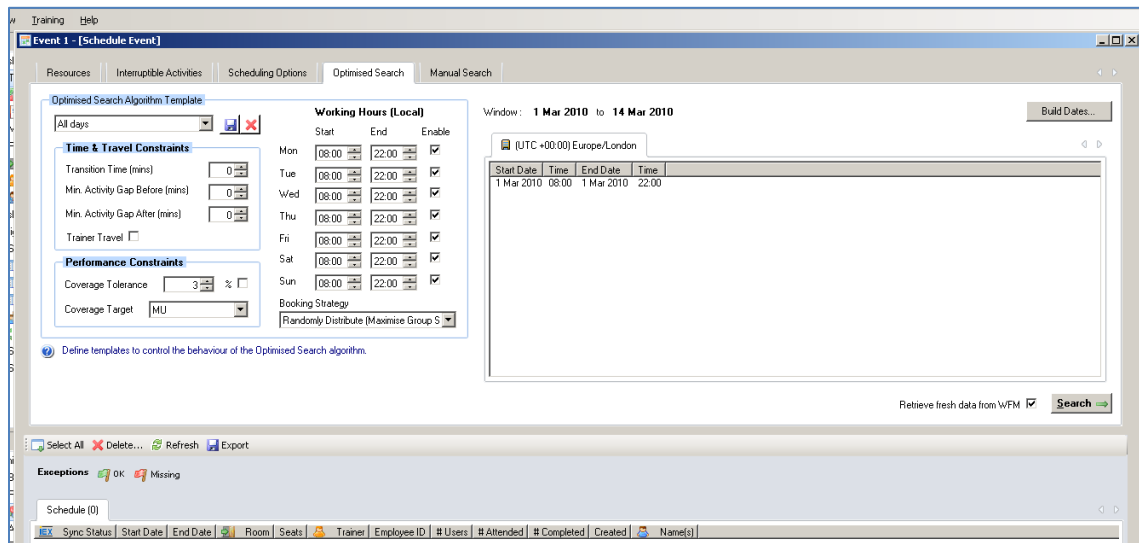 Training Help
Event 1 - [Schedule Event]
Resources Interruptible Activities Scheduling Options Optimised Search Manual Search
Optimised Search Algorithm Template
All days
Working Hours (Local)
Start End Enable
Mon 08:00 22:00
Tue 08:00 22:00
Wed 08:00 22:00
Thu 08:00 22:00
Fri 08:00 22:00
Sat 08:00 22:00
Sun 08:00 22:00
Time & Travel Constraints
Transition Time (mins) 0
Min. Activity Gap Before (mins) 0
Min. Activity Gap After (mins) 0
Trainer Travel
Performance Constraints
Coverage Tolerance 3 %
Coverage Target MU
Booking Strategy
Randomly Distribute (Maximise Group S
Define templates to control the behaviour of the Optimised Search algorithm.
Window: 1 Mar 2010 to 14 Mar 2010
Build Dates...
(UTC +00:00) Europe/London
Start Date Time End Date Time
1 Mar 2010 08:00 1 Mar 2010 22:00
Retrieve fresh data from WFM Search
Select All Delete... Refresh Export
Exceptions OK Missing
Schedule (0)
IEX Sync Status Start Date End Date Room Seats Trainer Employee ID # Users # Attended # Completed Created Name(s)